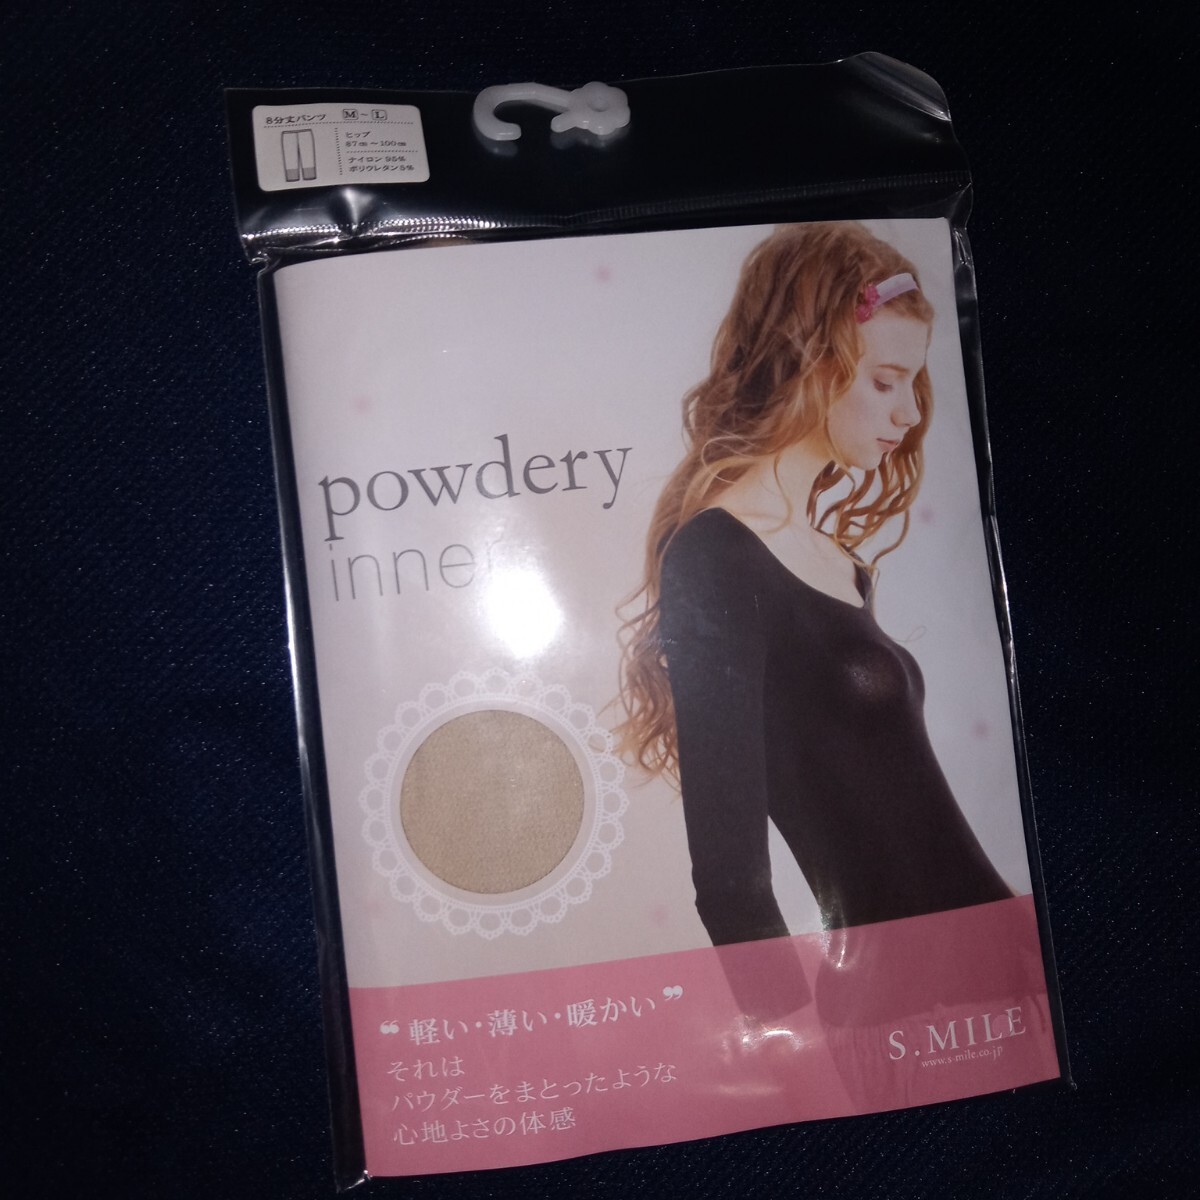 8分丈パンツ M～L
ヒップ
87cm～100cm
ナイロン 95%
ポリウレタン5%
powdery
inner
❝ 軽い・薄い・暖かい ❞
それは
パウダーをまとったような
心地よさの体感
S.MILE
www.s-mile.co.jp